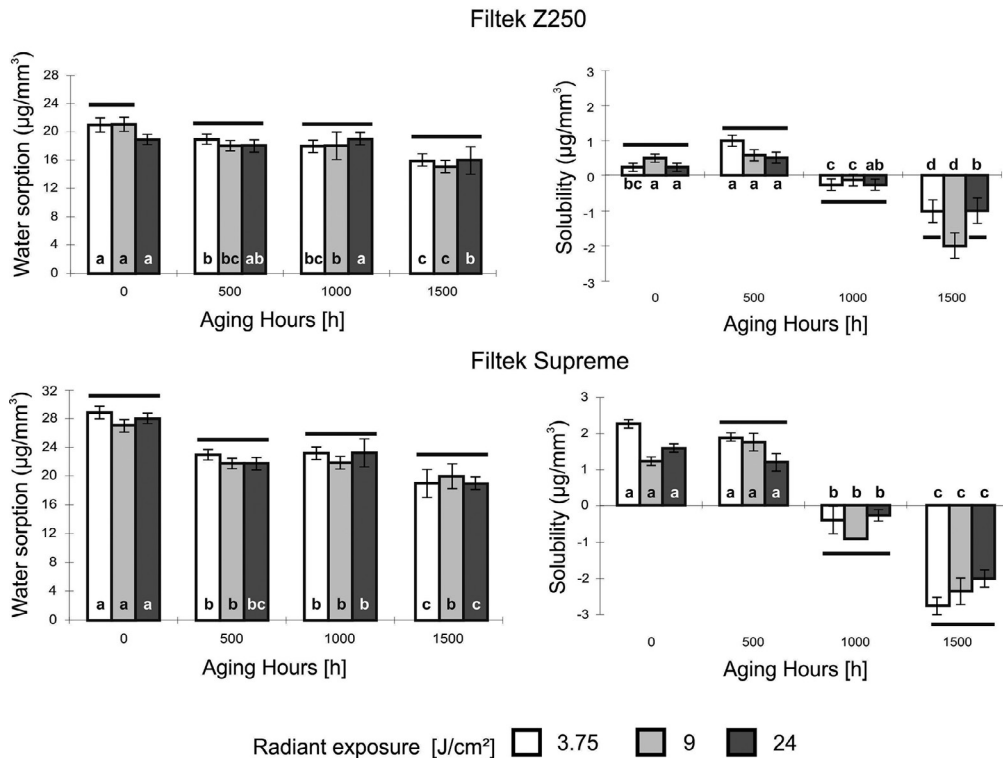 Filtek Z250
Water sorption (µg/mm³)
28
24
20
16
12
8
4
0
a a a b bc ab bc b a c c b
0 500 1000 1500
Aging Hours [h]
Solubility (µg/mm³)
3
2
1
0
-1
-2
-3
c c ab d d b
bc a a a a a
0 500 1000 1500
Aging Hours [h]
Filtek Supreme
Water sorption (µg/mm³)
32
28
24
20
16
12
8
4
0
a a a b b bc b b b c b c
0 500 1000 1500
Aging Hours [h]
Solubility (µg/mm³)
3
2
1
0
-1
-2
-3
a a a a a a b b b c c c
0 500 1000 1500
Aging Hours [h]
Radiant exposure [J/cm²] 3.75 9 24